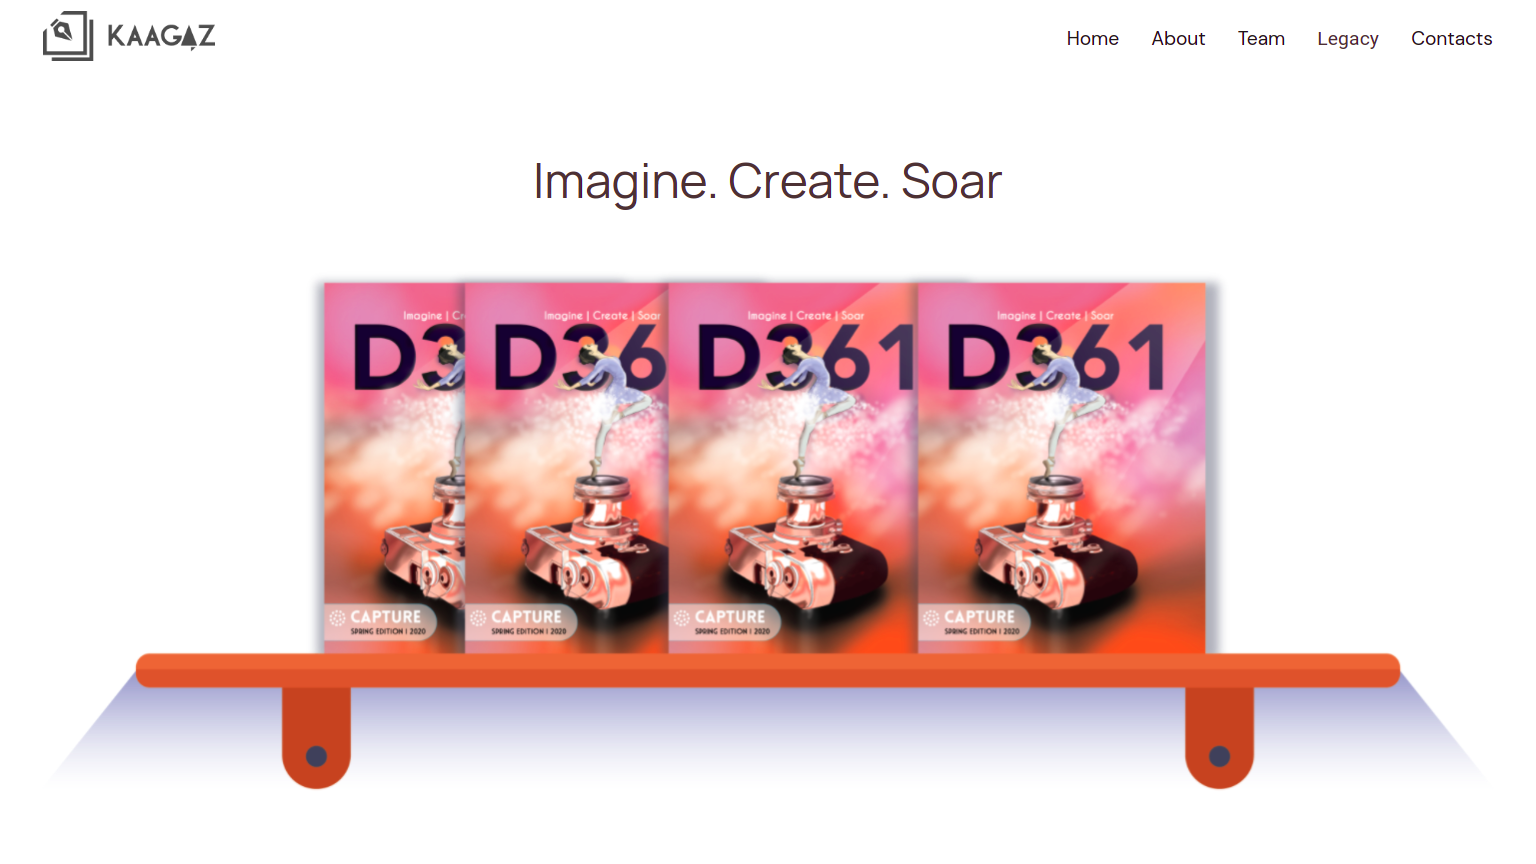 KAAGAZ
Home About Team Legacy Contacts
Imagine. Create. Soar
Imagine | Cr
D3
CAPTURE
SPRING EDITION | 2020
Imagine | Create | Soar
D36
CAPTURE
SPRING EDITION | 2020
Imagine | Create | Soar
D361
CAPTURE
SPRING EDITION | 2020
Imagine | Create | Soar
D361
CAPTURE
SPRING EDITION | 2020